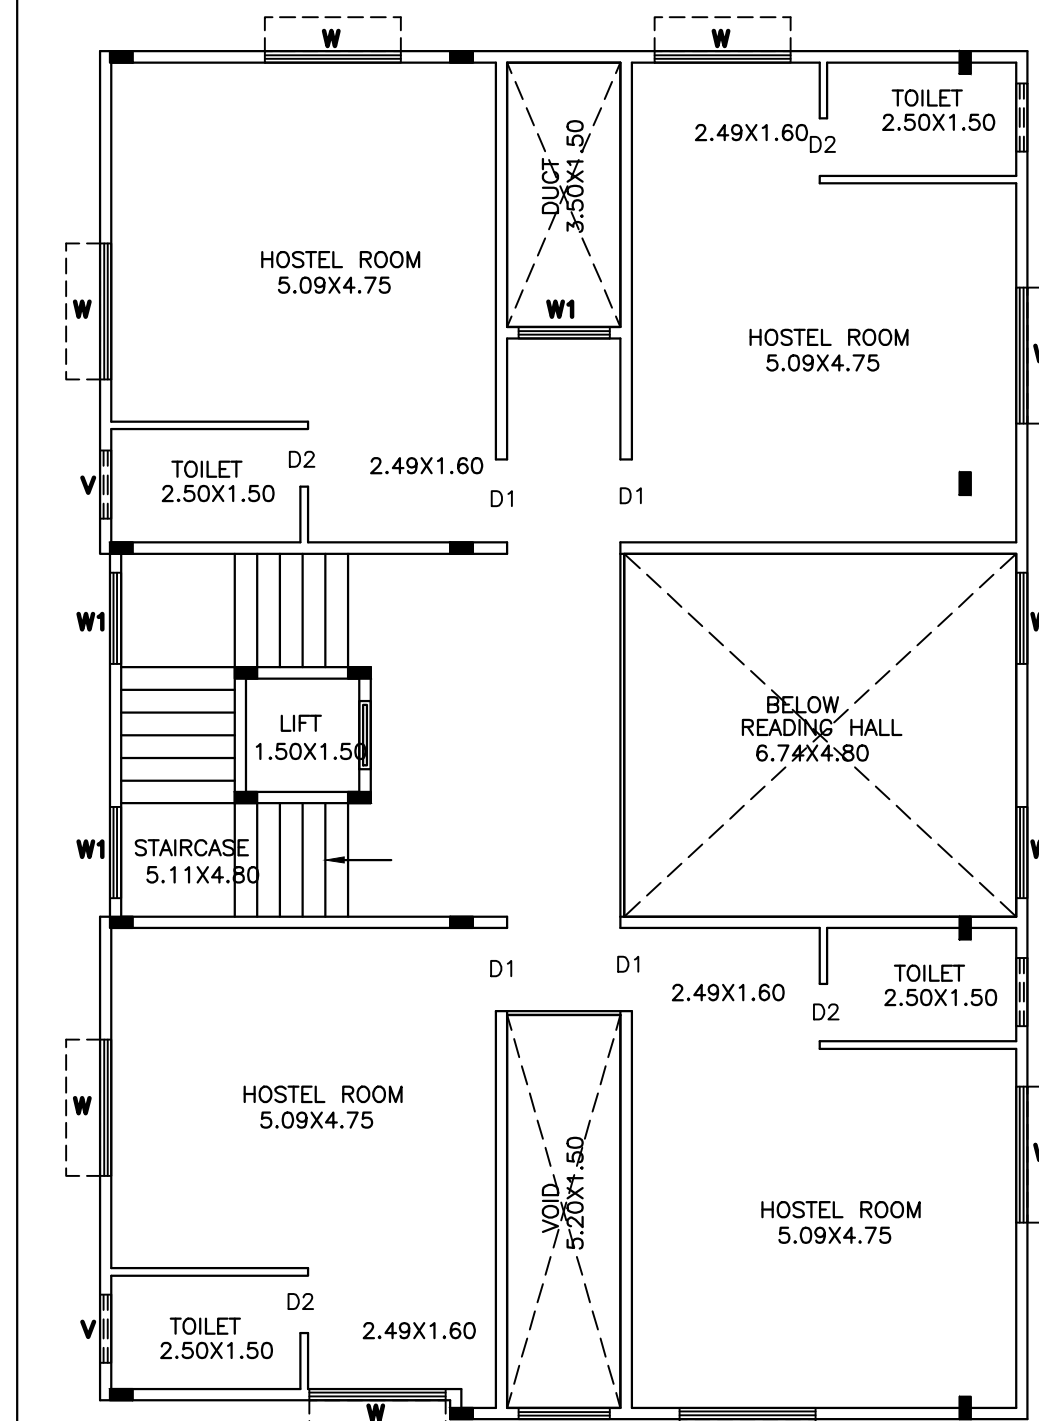 W
W
TOILET
2.50X1.50
2.49X1.60
D2
DUCT
3.50X1.50
HOSTEL ROOM
5.09X4.75
W
W1
HOSTEL ROOM
5.09X4.75
TOILET
2.50X1.50
D2
2.49X1.60
V
D1
D1
W1
BELOW
READING HALL
6.74X4.80
LIFT
1.50X1.50
W1
STAIRCASE
5.11X4.80
D1
D1
2.49X1.60
TOILET
2.50X1.50
D2
HOSTEL ROOM
5.09X4.75
W
VOID
5.20X1.50
HOSTEL ROOM
5.09X4.75
D2
V
TOILET
2.50X1.50
2.49X1.60
W